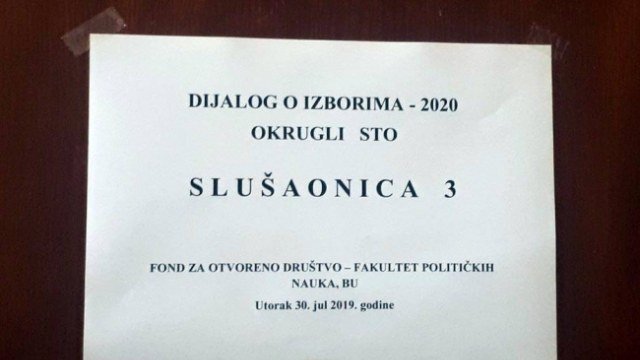 DIJALOG O IZBORIMA - 2020
OKRUGLI STO
SLUŠAONICA 3
FOND ZA OTVORENO DRUŠTVO – FAKULTET POLITIČKIH
NAUKA, BU
Utorak 30. jul 2019. godine